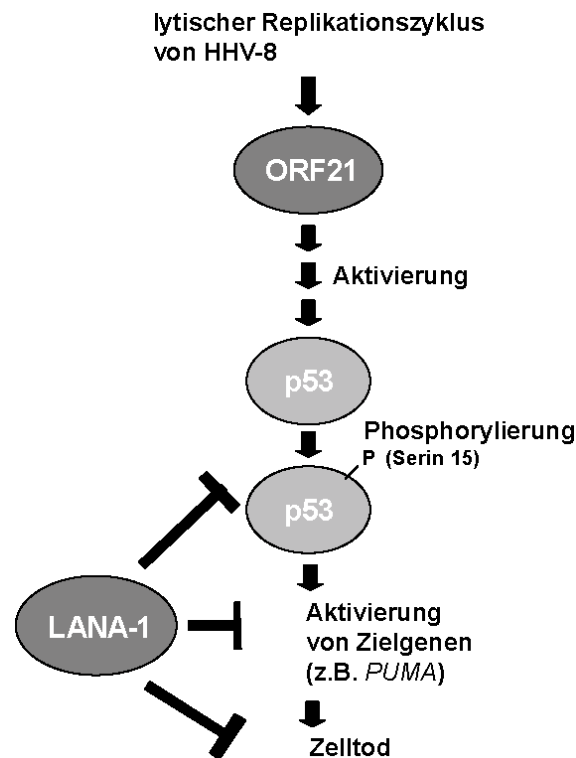 lytischer Replikationszyklus
von HHV-8
ORF21
Aktivierung
p53
Phosphorylierung
P (Serin 15)
p53
LANA-1
Aktivierung
von Zielgenen
(z.B. PUMA)
Zelltod